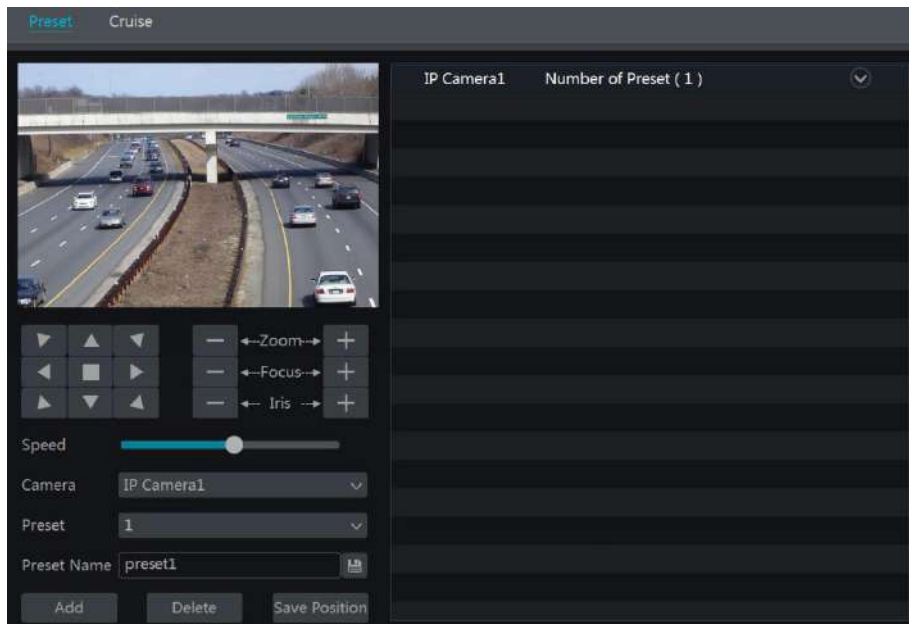 Preset Cruise
IP Camera1 Number of Preset ( 1 )
Zoom
Focus
Iris
Speed
Camera IP Camera1
Preset 1
Preset Name preset1
Add Delete Save Position